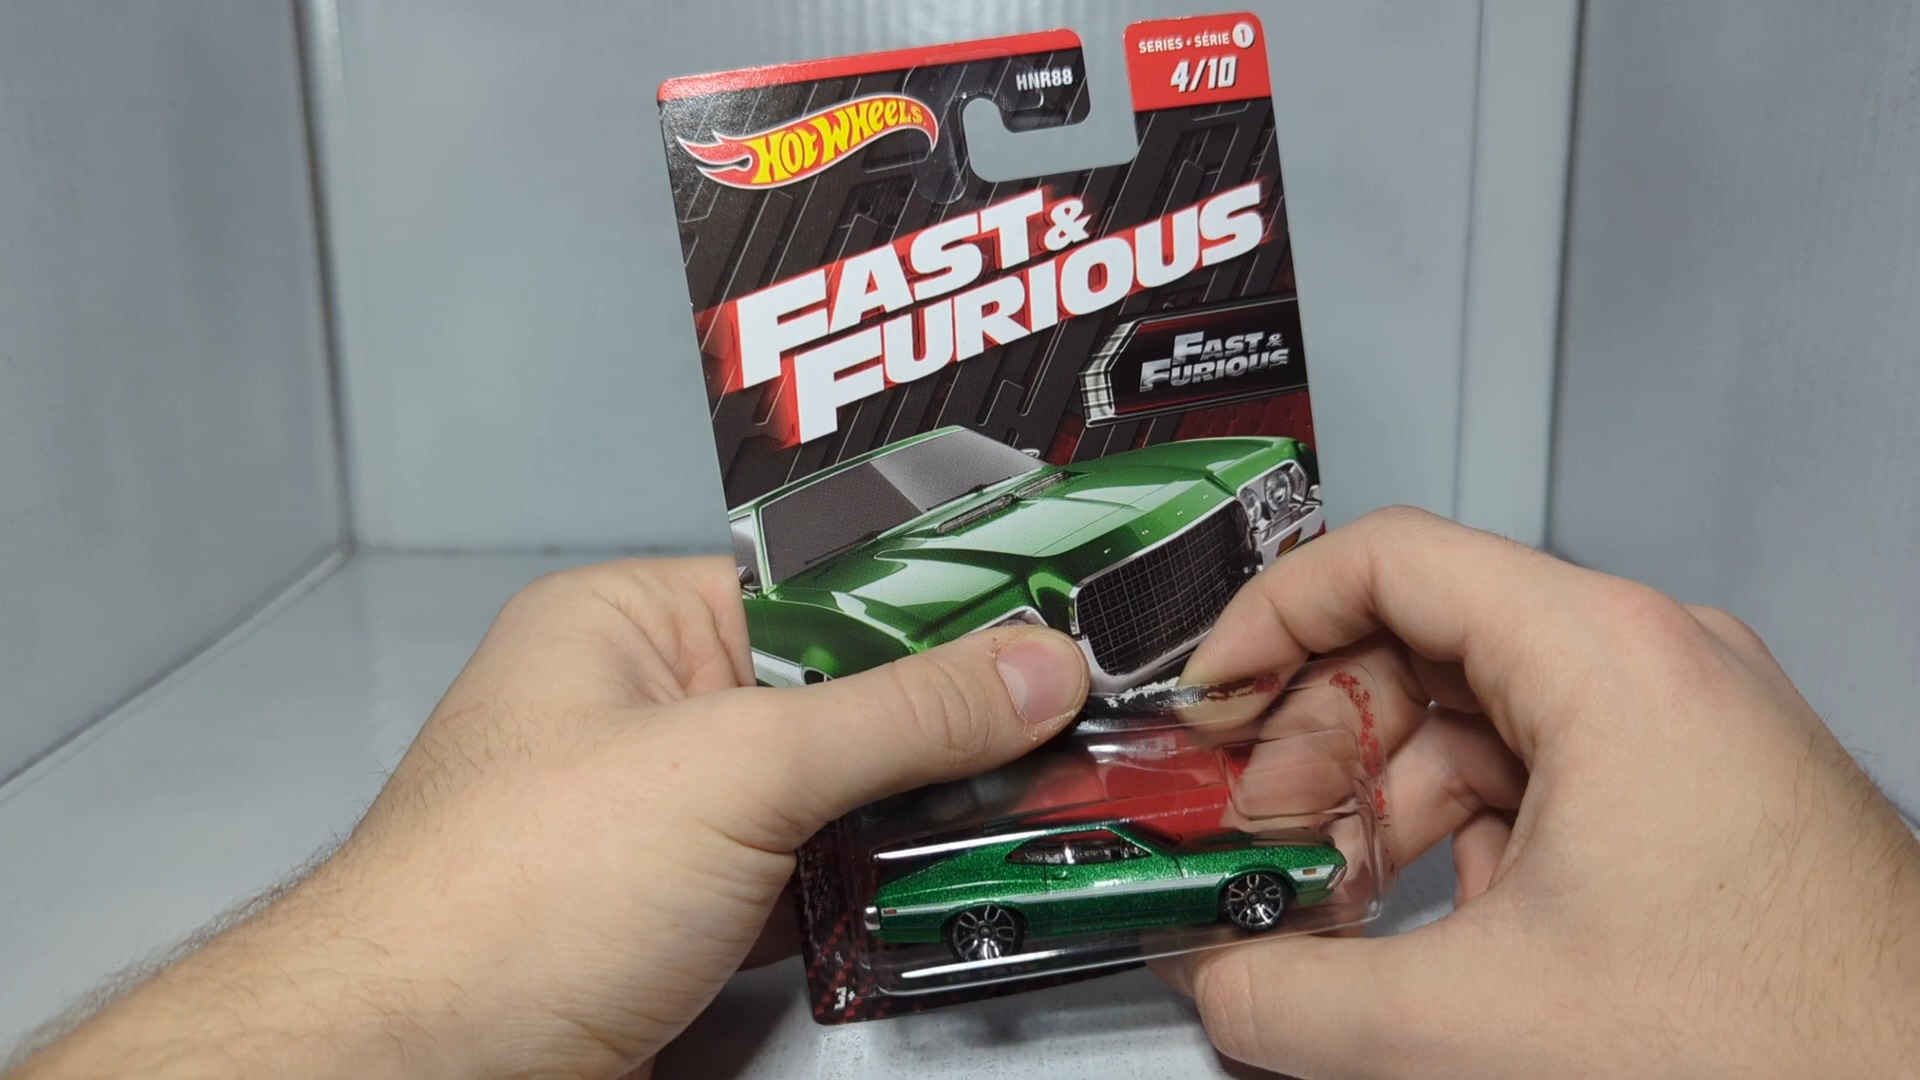 HNR88
SERIES • SÉRIE 1
4/10
HOT WHEELS
FAST &
FURIOUS
FAST &
FURIOUS
3+